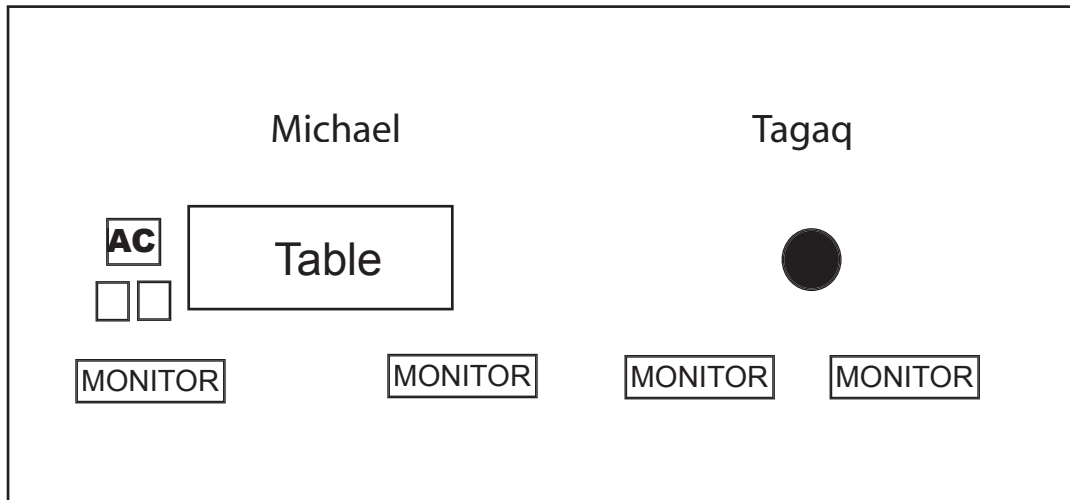 Michael
Tagaq
AC
Table
MONITOR
MONITOR
MONITOR
MONITOR